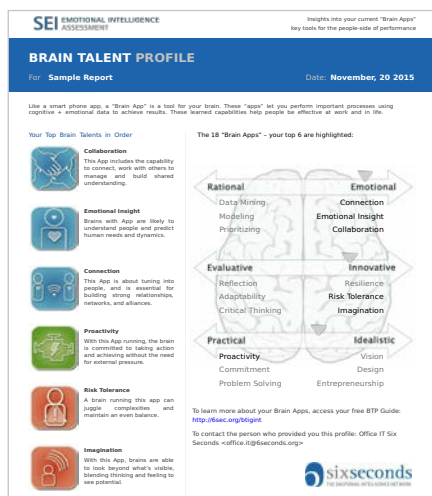 SEI EMOTIONAL INTELLIGENCE
ASSESSMENT
Insights into your current "Brain Apps"
key tools for the people-side of performance
BRAIN TALENT PROFILE
For Sample Report
Date: November, 20 2015
Like a smart phone app, a "Brain App" is a tool for your brain. These "apps" let you perform important processes using
cognitive + emotional data to achieve results. These learned capabilities help people be effective at work and in life.
Your Top Brain Talents in Order
Collaboration
This App includes the capability
to connect, work with others to
manage and build shared
understanding.
Emotional Insight
Brains with App are likely to
understand people and predict
human needs and dynamics.
Connection
This App is about tuning into
people, and is essential for
building strong relationships,
networks, and alliances.
Proactivity
With this App running, the brain
is committed to taking action
and achieving without the need
for external pressure.
Risk Tolerance
A brain running this app can
juggle complexities and
maintain an even balance.
Imagination
With this App, brains are able
to look beyond what's visible,
blending thinking and feeling to
see potential.
The 18 "Brain Apps" – your top 6 are highlighted:
Rational Emotional
Data Mining Connection
Modeling Emotional Insight
Prioritizing Collaboration
Evaluative Innovative
Reflection Resilience
Adaptability Risk Tolerance
Critical Thinking Imagination
Practical Idealistic
Proactivity Vision
Commitment Design
Problem Solving Entrepreneurship
To learn more about your Brain Apps, access your free BTP Guide:
http://6sec.org/btigint
To contact the person who provided you this profile: Office IT Six
Seconds <office.it@6seconds.org>
sixseconds
THE EMOTIONAL INTELLIGENCE NETWORK